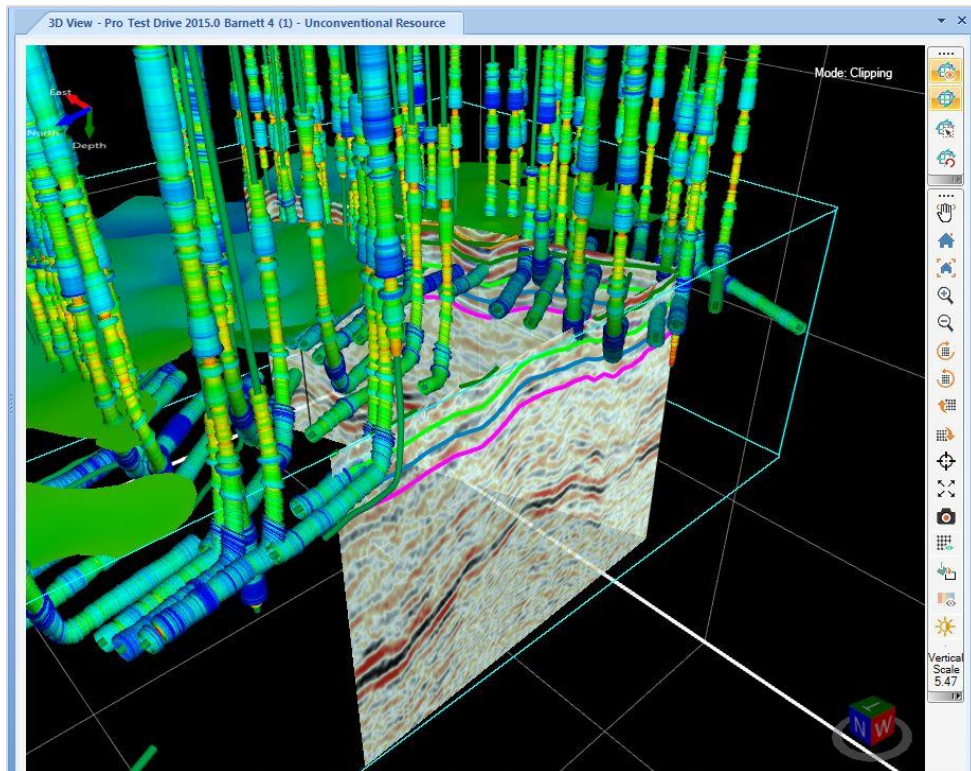 3D View - Pro Test Drive 2015.0 Barnett 4 (1) - Unconventional Resource
Mode: Clipping
East
North
Depth
Vertical
Scale
5.47
T
N W